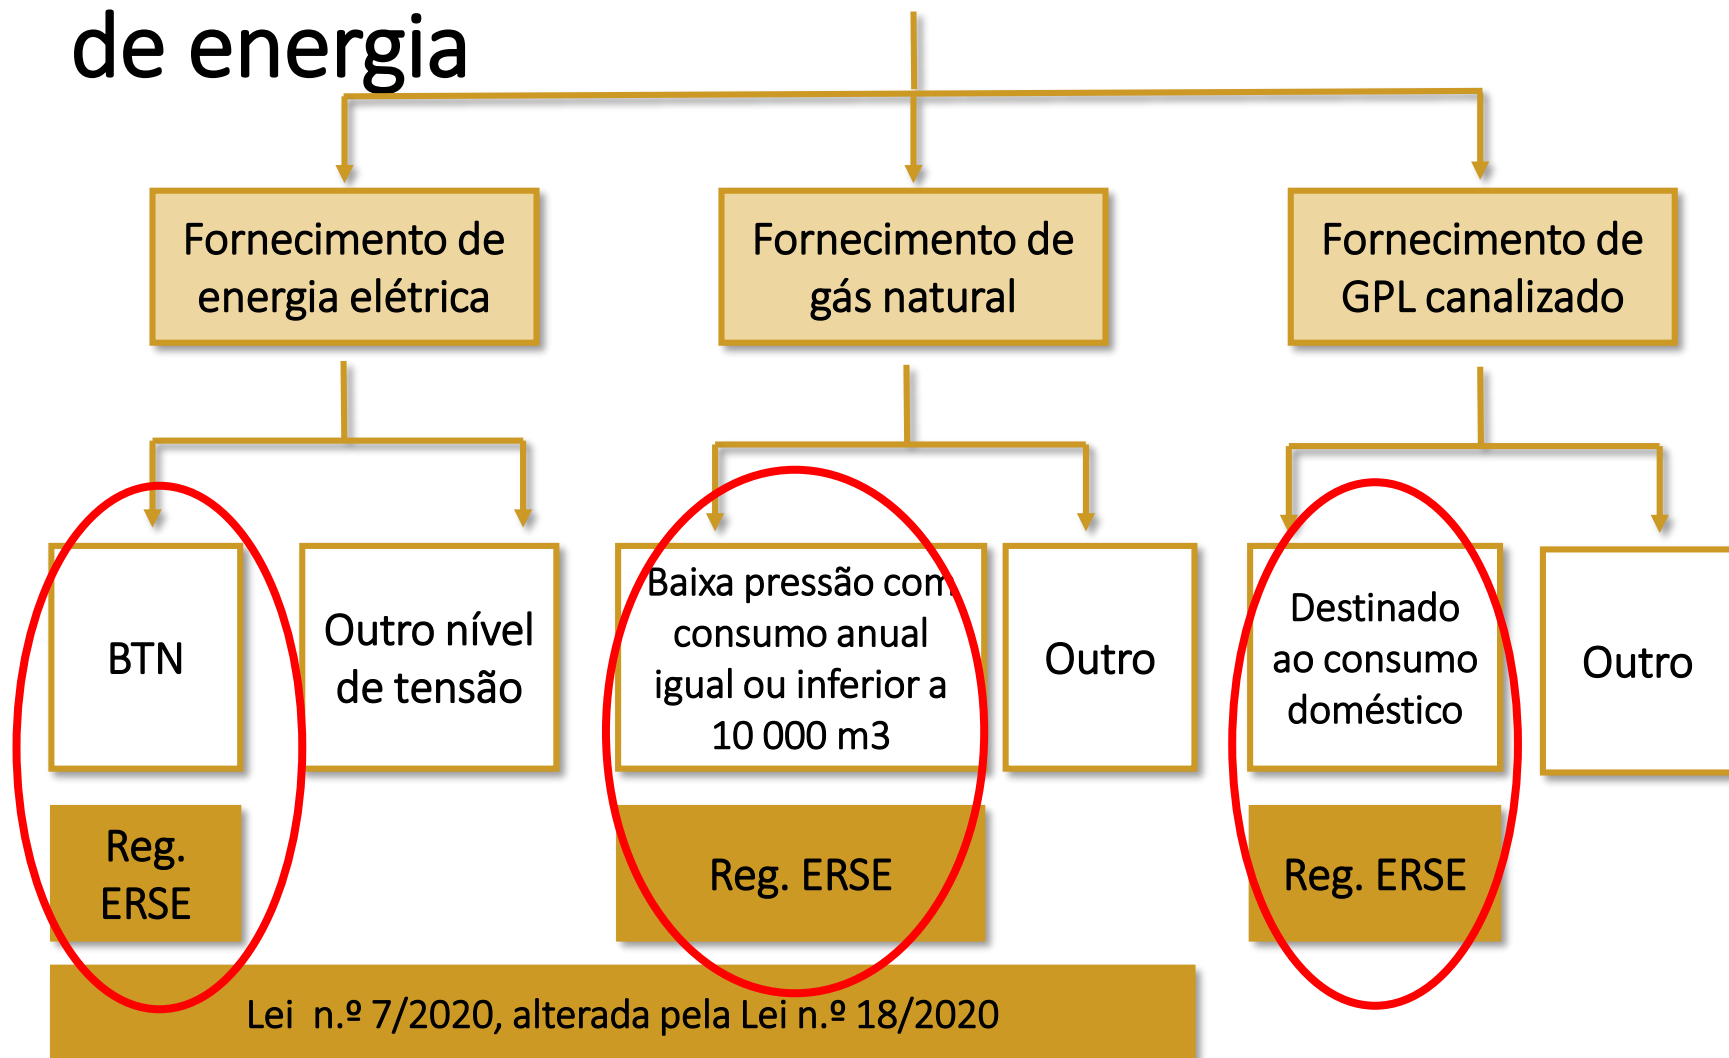 de energia
Fornecimento de
energia elétrica
Fornecimento de
gás natural
Fornecimento de
GPL canalizado
BTN
Outro nível
de tensão
Baixa pressão com
consumo anual
igual ou inferior a
10 000 m3
Outro
Destinado
ao consumo
doméstico
Outro
Reg.
ERSE
Reg. ERSE
Reg. ERSE
Lei n.º 7/2020, alterada pela Lei n.º 18/2020